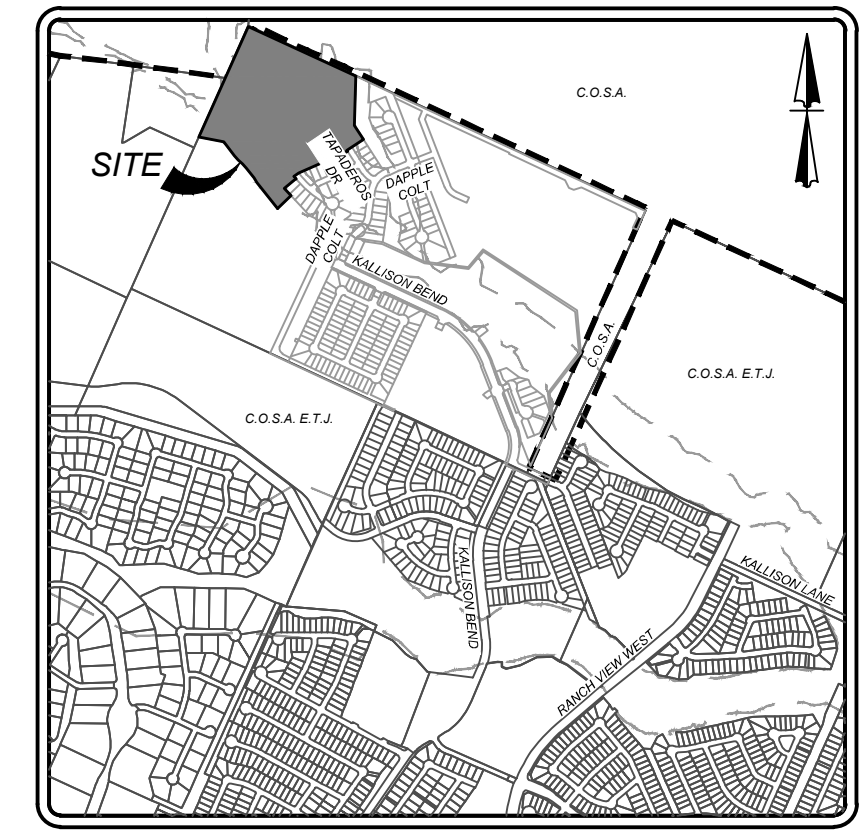 C.O.S.A.
SITE
TAPADEROS
DR
DAPPLE
COLT
DAPPLE
COLT
KALLISON BEND
C.O.S.A.
C.O.S.A. E.T.J.
C.O.S.A. E.T.J.
KALLISON BEND
KALLISON LANE
RANCH VIEW WEST